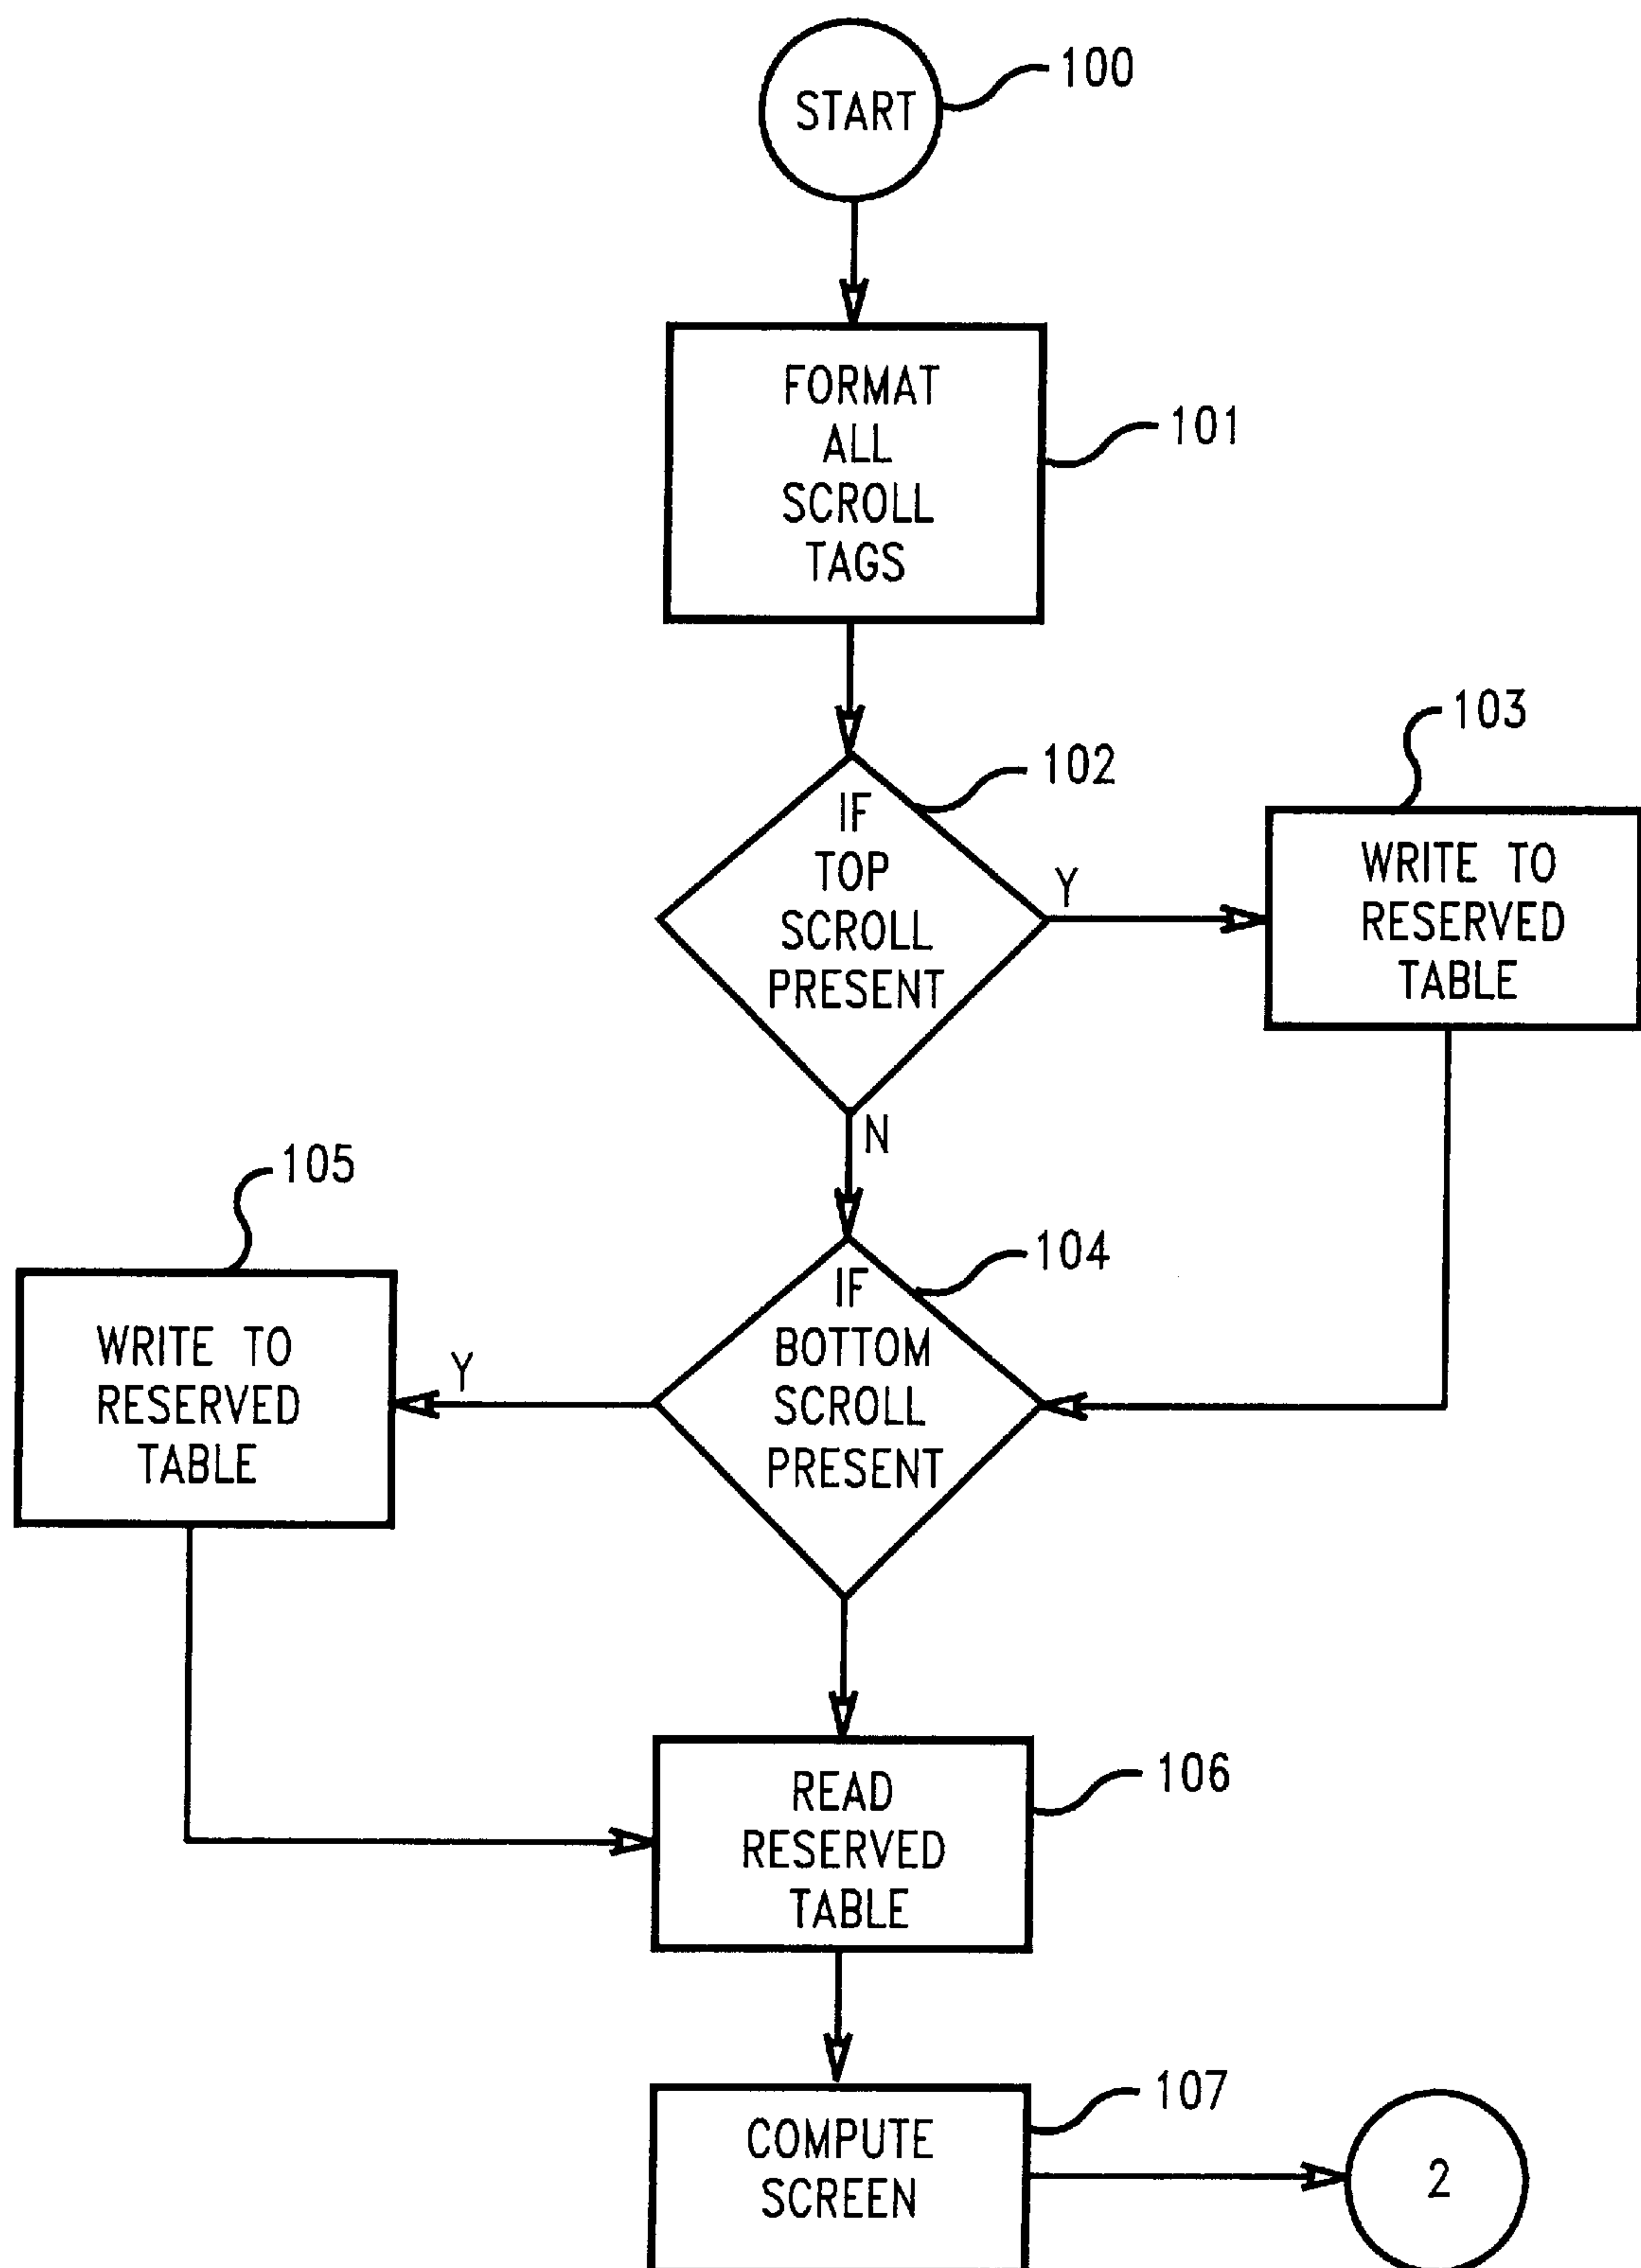 START
100
FORMAT
ALL
SCROLL
TAGS
101
IF
TOP
SCROLL
PRESENT
102
Y
N
103
WRITE TO
RESERVED
TABLE
104
IF
BOTTOM
SCROLL
PRESENT
Y
105
WRITE TO
RESERVED
TABLE
106
READ
RESERVED
TABLE
107
COMPUTE
SCREEN
2